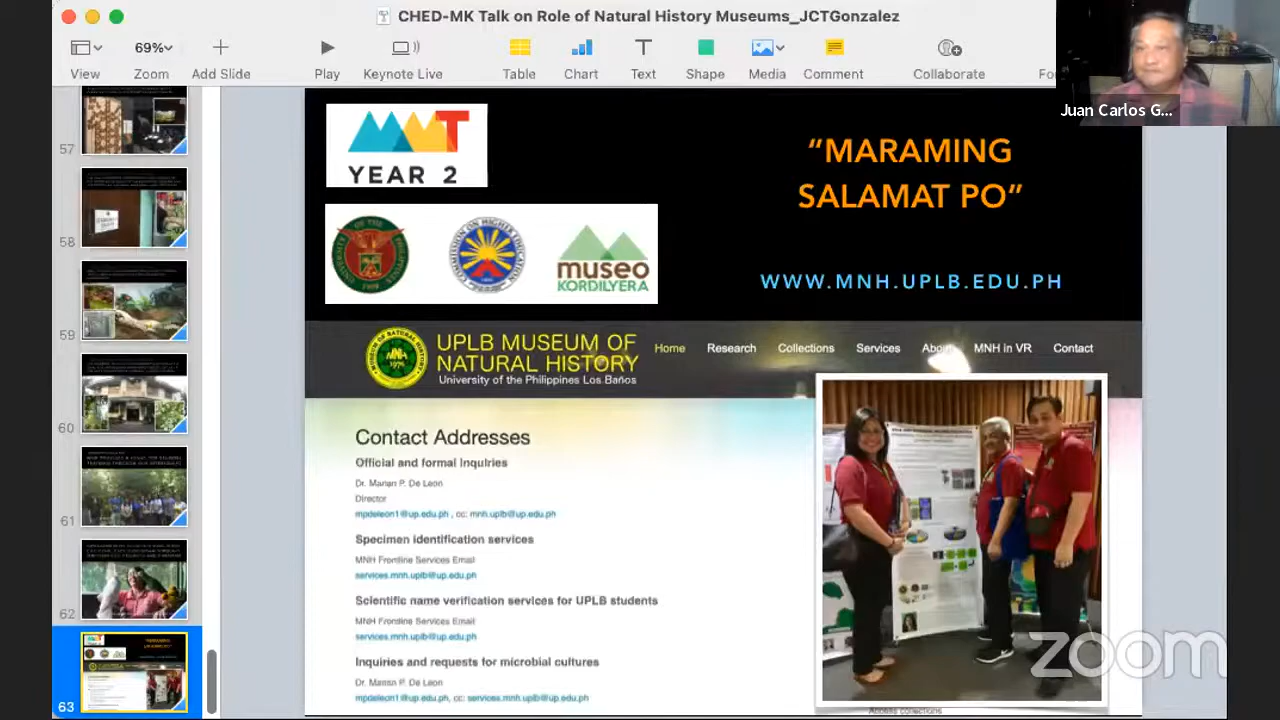 CHED-MK Talk on Role of Natural History Museums_JCTGonzalez
69%
View
Zoom
Add Slide
Play
Keynote Live
Table
Chart
Text
Shape
Media
Comment
Collaborate
Juan Carlos G...
57
58
59
60
61
62
63
MMT
YEAR 2
museo
KORDILYERA
“MARAMING
SALAMAT PO”
WWW.MNH.UPLB.EDU.PH
UPLB MUSEUM OF
NATURAL HISTORY
University of the Philippines Los Baños
Home
Research
Collections
Services
About
MNH in VR
Contact
Contact Addresses
Official and formal inquiries
Dr. Marian P. De Leon
Director
mpdeleon1@up.edu.ph , cc: mnh.uplb@up.edu.ph
Specimen identification services
MNH Frontline Services Email
services.mnh.uplb@up.edu.ph
Scientific name verification services for UPLB students
MNH Frontline Services Email
services.mnh.uplb@up.edu.ph
Inquiries and requests for microbial cultures
Dr. Marian P. De Leon
mpdeleon1@up.edu.ph, cc: services.mnh.uplb@up.edu.ph
Access collections
zoom